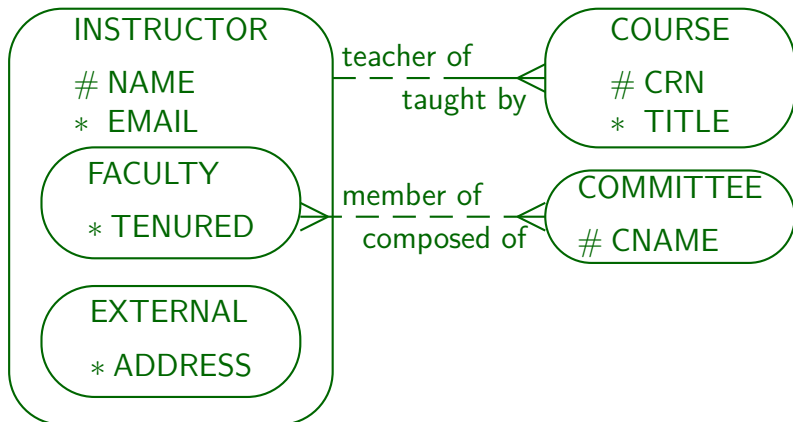 INSTRUCTOR
# NAME
* EMAIL
FACULTY
* TENURED
EXTERNAL
* ADDRESS
teacher of
taught by
member of
composed of
COURSE
# CRN
* TITLE
COMMITTEE
# CNAME